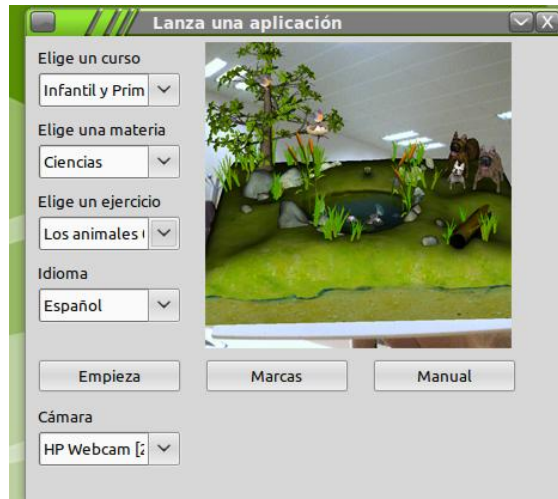 Lanza una aplicación
Elige un curso
Infantil y Prim
Elige una materia
Ciencias
Elige un ejercicio
Los animales (
Idioma
Español
Empieza Marcas Manual
Cámara
HP Webcam [2